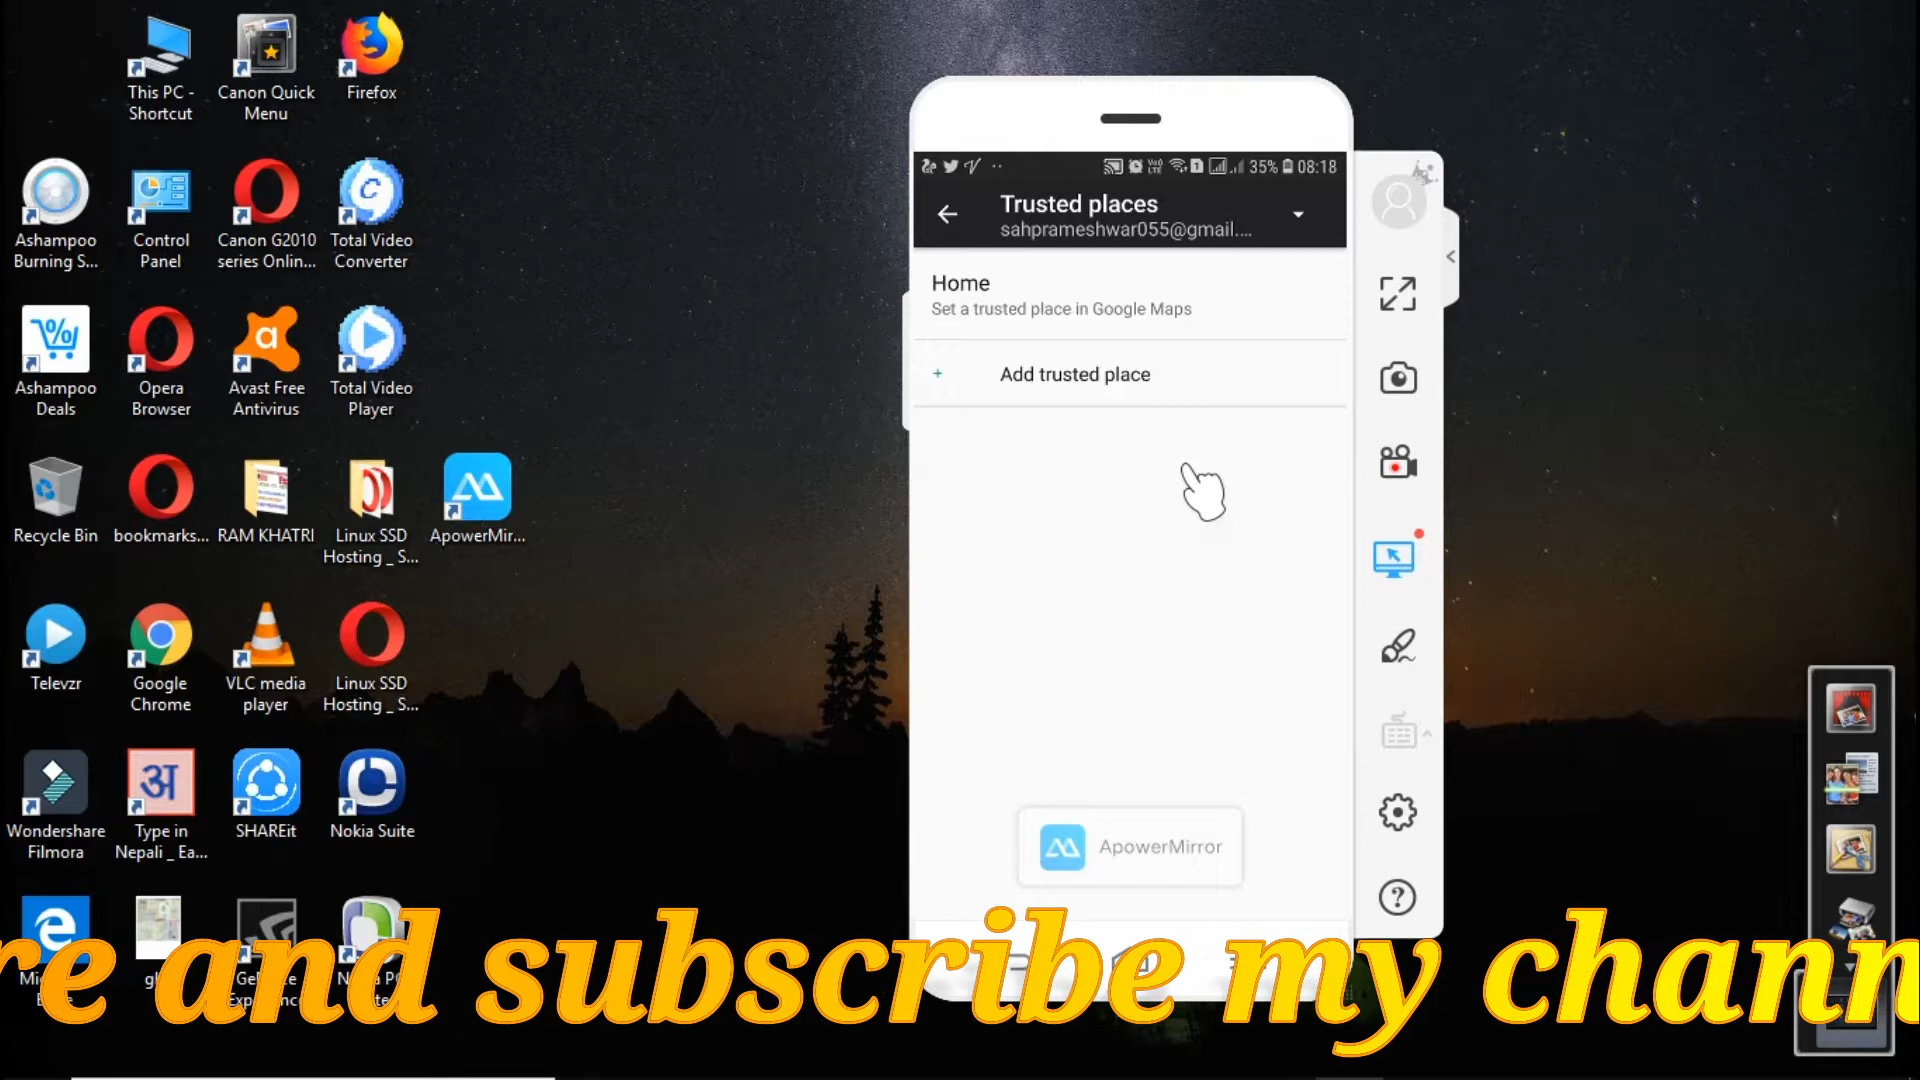 This PC -
Shortcut
Canon Quick
Menu
Firefox
Ashampoo
Burning S...
Control
Panel
Canon G2010
series Onlin...
Total Video
Converter
Ashampoo
Deals
Opera
Browser
Avast Free
Antivirus
Total Video
Player
Recycle Bin
bookmarks...
RAM KHATRI
Linux SSD
Hosting _ S...
ApowerMir...
Televzr
Google
Chrome
VLC media
player
Linux SSD
Hosting _ S...
Wondershare
Filmora
अ
Type in
Nepali _ Ea...
SHAREit
Nokia Suite
35% 08:18
Trusted places
sahprameshwar055@gmail....
Home
Set a trusted place in Google Maps
+ Add trusted place
ApowerMirror
re and subscribe my chann